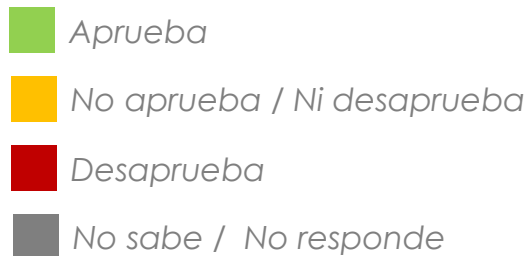 Aprueba
No aprueba / Ni desaprueba
Desaprueba
No sabe / No responde